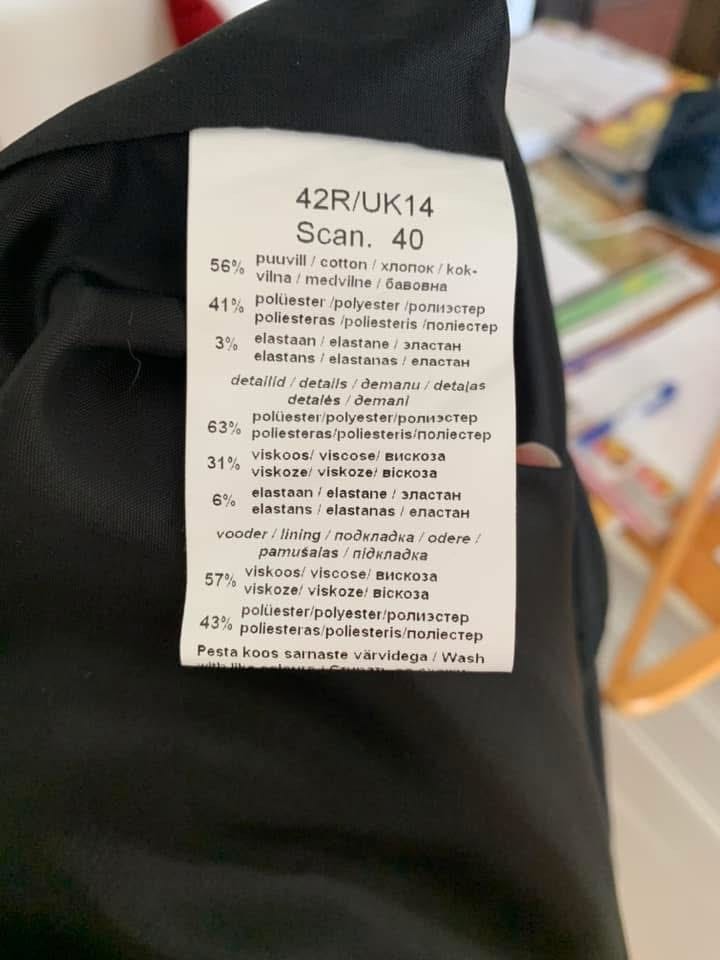 42R/UK14
Scan. 40
56% puuvill / cotton / хлопок / kok-
vilna / medvilne / бавовна
41% polüester /polyester /ролиэстер
poliesteras /poliesteris /поліестер
3% elastaan / elastane / эластан
elastans / elastanas / еластан
detailid / details / детали / detaļas
detalės / деталі
63% polüester/polyester/ролиэстер
poliesteras/poliesteris/поліестер
31% viskoos/ viscose/ вискоза
viskoze/ viskoze/ віскоза
6% elastaan / elastane / эластан
elastans / elastanas / еластан
vooder / lining / подкладка / odere /
pamušalas / підкладка
57% viskoos/ viscose/ вискоза
viskoze/ viskoze/ віскоза
43% polüester/polyester/ролиэстер
poliesteras/poliesteris/поліестер
Pesta koos sarnaste värvidega / Wash
with like colours / Стирать